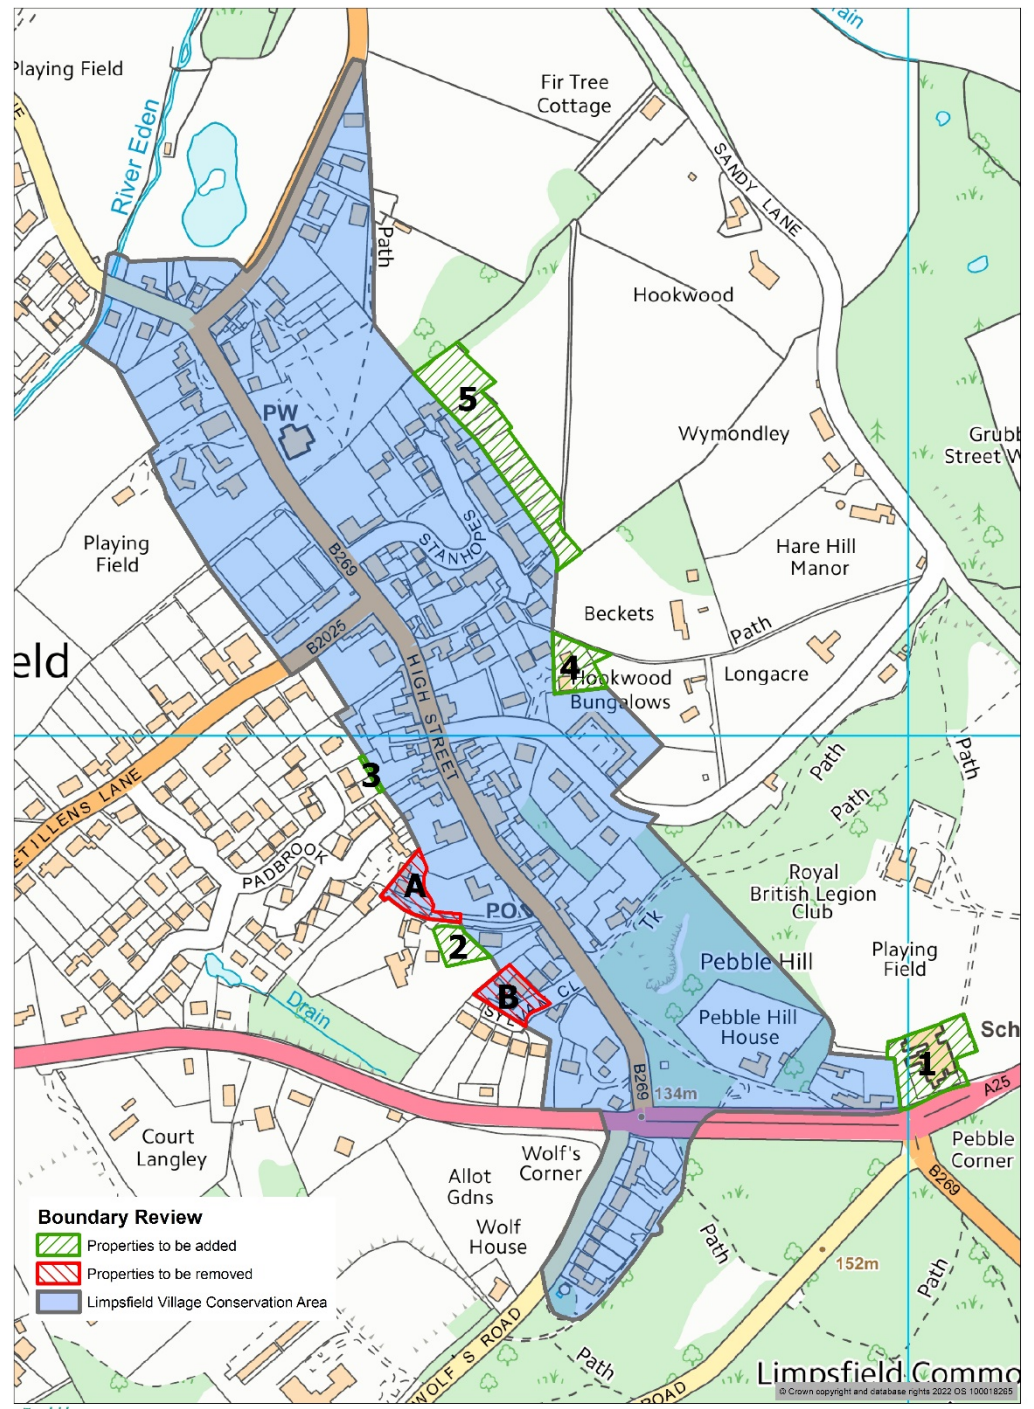 Drain
Playing Field
Fir Tree
Cottage
River Eden
SANDY LANE
Path
Hookwood
5
PW
Wymondley
Grubb
Street W
Playing
Field
B269
STANHOPES
Hare Hill
Manor
Beckets
B2025
Path
eld
4
Hookwood
Bungalows
Longacre
HIGH STREET
3
Path
Path
Path
ETILLENS LANE
PADBROOK
A
Royal
British Legion
Club
PO
Tk
2
Playing
Field
Pebble Hill
B
SYLVAN CL
Drain
Pebble Hill
House
Sch
1
B269
134m
A25
Court
Langley
Wolf's
Corner
Pebble
Corner
Allot
Gdns
B269
Wolf
House
Path
152m
Path
Boundary Review
Properties to be added
Properties to be removed
Limpsfield Village Conservation Area
WOLF'S ROAD
Path
ROAD
Limpsfield Commo
© Crown copyright and database rights 2022 OS 100018265